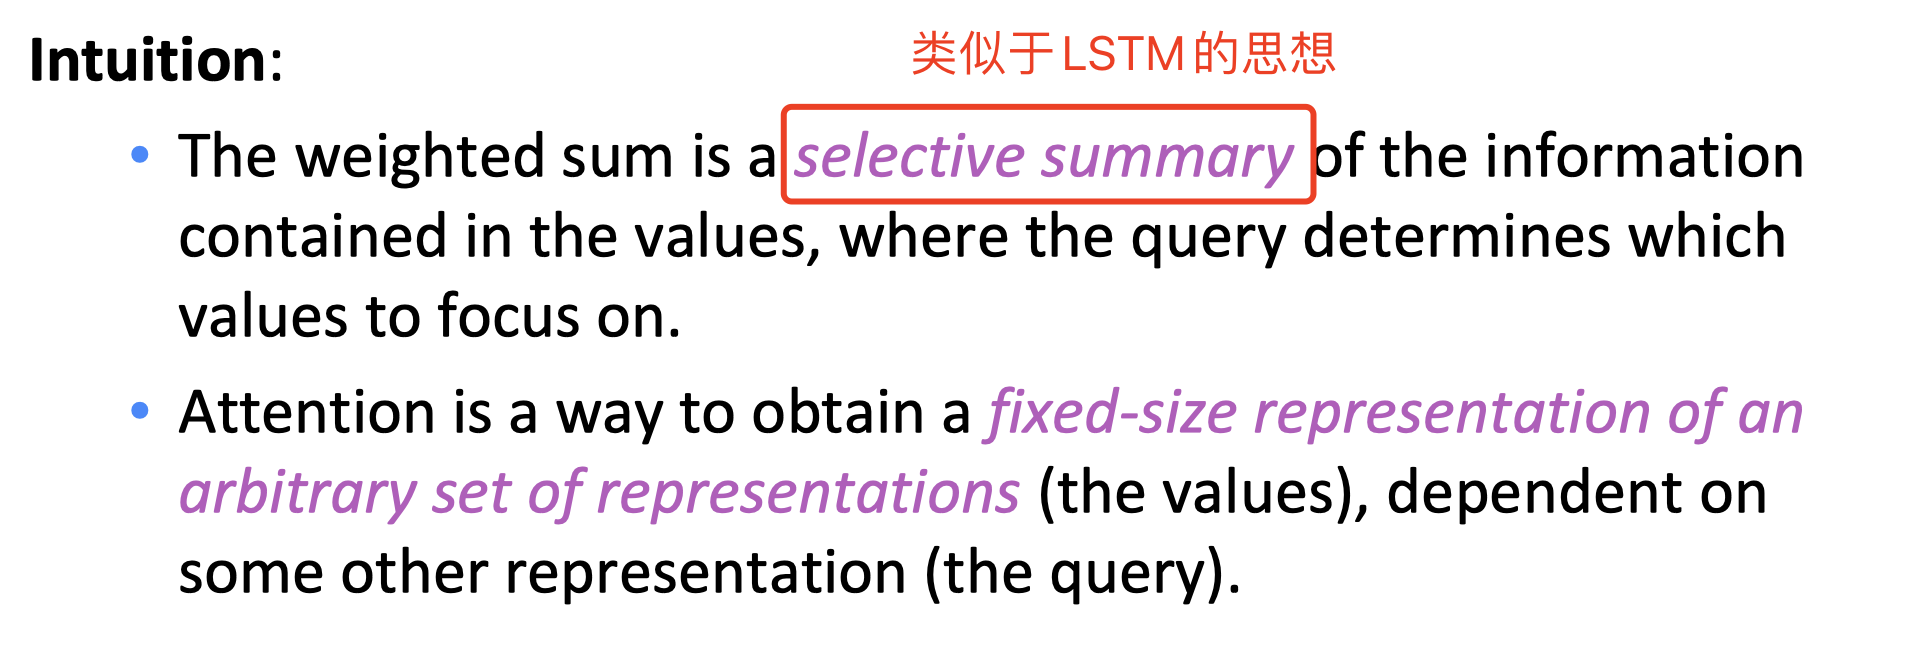 Intuition:
类似于LSTM的思想
• The weighted sum is a selective summary of the information
contained in the values, where the query determines which
values to focus on.
• Attention is a way to obtain a fixed-size representation of an
arbitrary set of representations (the values), dependent on
some other representation (the query).